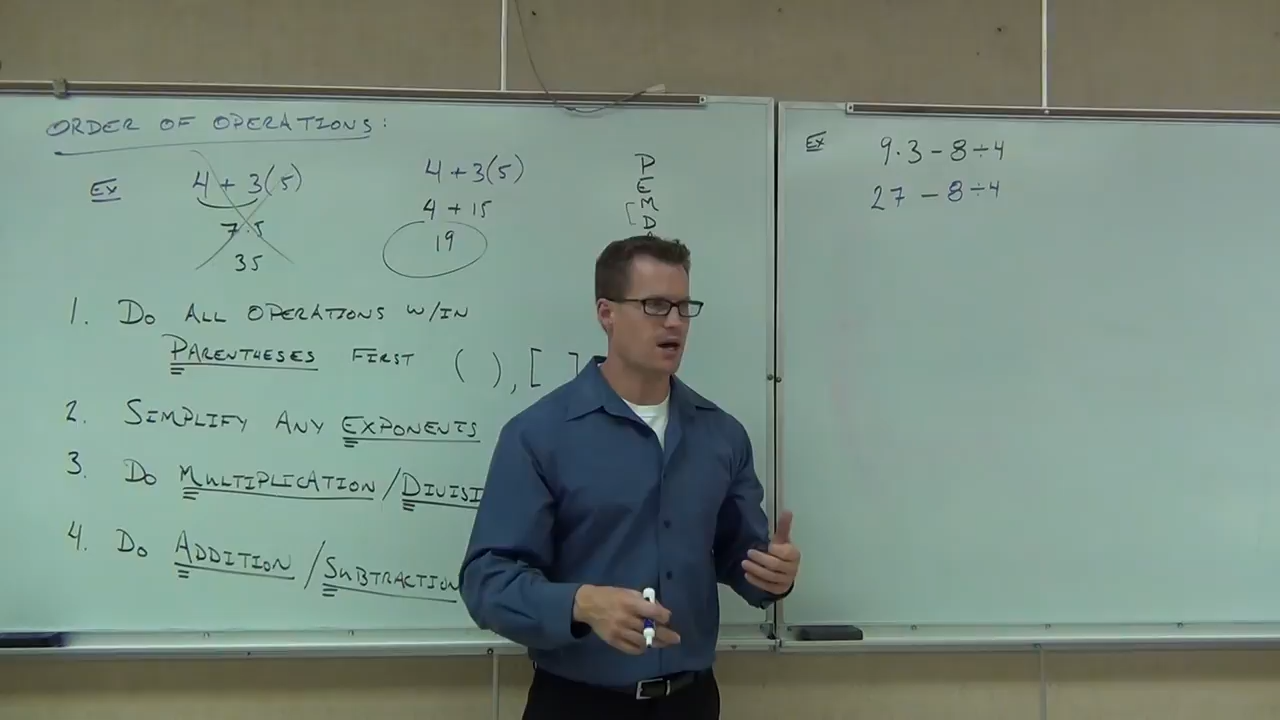 ORDER OF OPERATIONS:
Ex 4 + 3(5)
7·5
35
4 + 3(5)
4 + 15
19
P
E
M
D
1. DO ALL OPERATIONS W/IN
PARENTHESES FIRST ( ), [ ]
2. SIMPLIFY ANY EXPONENTS
3. DO MULTIPLICATION/DIVISI
4. DO ADDITION/SUBTRACTION
Ex 9·3 - 8÷4
27 - 8÷4